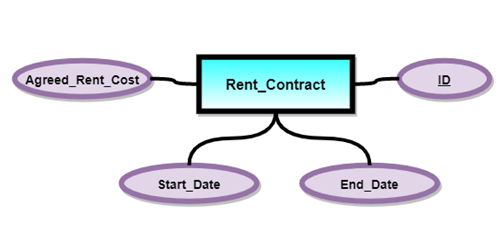 Agreed_Rent_Cost
Rent_Contract
ID
Start_Date
End_Date